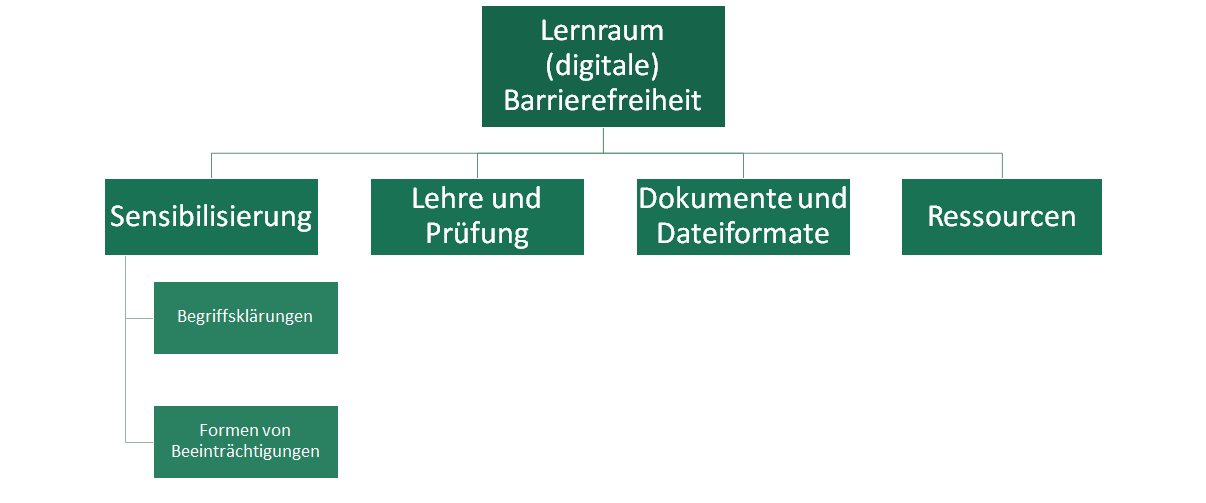 Lernraum
(digitale)
Barrierefreiheit
Sensibilisierung
Lehre und
Prüfung
Dokumente und
Dateiformate
Ressourcen
Begriffsklärungen
Formen von
Beeinträchtigungen